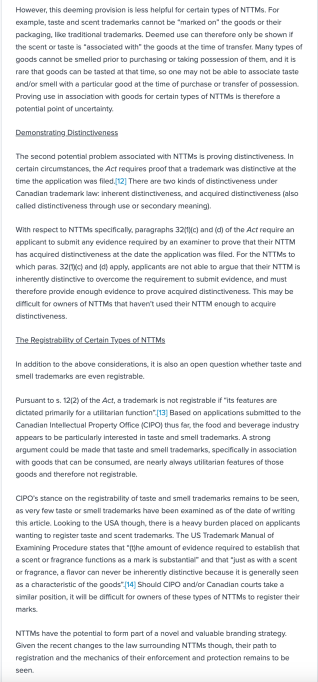 However, this deeming provision is less helpful for certain types of NTTMs. For
example, taste and scent trademarks cannot be "marked on" the goods or their
packaging, like traditional trademarks. Deemed use can therefore only be shown if
the scent or taste is "associated with" the goods at the time of transfer. Many types of
goods cannot be smelled prior to purchasing or taking possession of them, and it is
rare that goods can be tasted at that time, so one may not be able to associate taste
and/or smell with a particular good at the time of purchase or transfer of possession.
Proving use in association with goods for certain types of NTTMs is therefore a
potential point of uncertainty.
Demonstrating Distinctiveness
The second potential problem associated with NTTMs is proving distinctiveness. In
certain circumstances, the Act requires proof that a trademark was distinctive at the
time the application was filed.[12] There are two kinds of distinctiveness under
Canadian trademark law: inherent distinctiveness, and acquired distinctiveness (also
called distinctiveness through use or secondary meaning).
With respect to NTTMs specifically, paragraphs 32(1)(c) and (d) of the Act require an
applicant to submit any evidence required by an examiner to prove that their NTTM
has acquired distinctiveness at the date the application was filed. For the NTTMs to
which paras. 32(1)(c) and (d) apply, applicants are not able to argue that their NTTM is
inherently distinctive to overcome the requirement to submit evidence, and must
therefore provide enough evidence to prove acquired distinctiveness. This may be
difficult for owners of NTTMs that haven't used their NTTM enough to acquire
distinctiveness.
The Registrability of Certain Types of NTTMs
In addition to the above considerations, it is also an open question whether taste and
smell trademarks are even registrable.
Pursuant to s. 12(2) of the Act, a trademark is not registrable if "its features are
dictated primarily for a utilitarian function".[13] Based on applications submitted to the
Canadian Intellectual Property Office (CIPO) thus far, the food and beverage industry
appears to be particularly interested in taste and smell trademarks. A strong
argument could be made that taste and smell trademarks, specifically in association
with goods that can be consumed, are nearly always utilitarian features of those
goods and therefore not registrable.
CIPO's stance on the registrability of taste and smell trademarks remains to be seen,
as very few taste or smell trademarks have been examined as of the date of writing
this article. Looking to the USA though, there is a heavy burden placed on applicants
wanting to register taste and scent trademarks. The US Trademark Manual of
Examining Procedure states that "[t]he amount of evidence required to establish that
a scent or fragrance functions as a mark is substantial" and that "just as with a scent
or fragrance, a flavor can never be inherently distinctive because it is generally seen
as a characteristic of the goods".[14] Should CIPO and/or Canadian courts take a
similar position, it will be difficult for owners of these types of NTTMs to register their
marks.
NTTMs have the potential to form part of a novel and valuable branding strategy.
Given the recent changes to the law surrounding NTTMs though, their path to
registration and the mechanics of their enforcement and protection remains to be
seen.